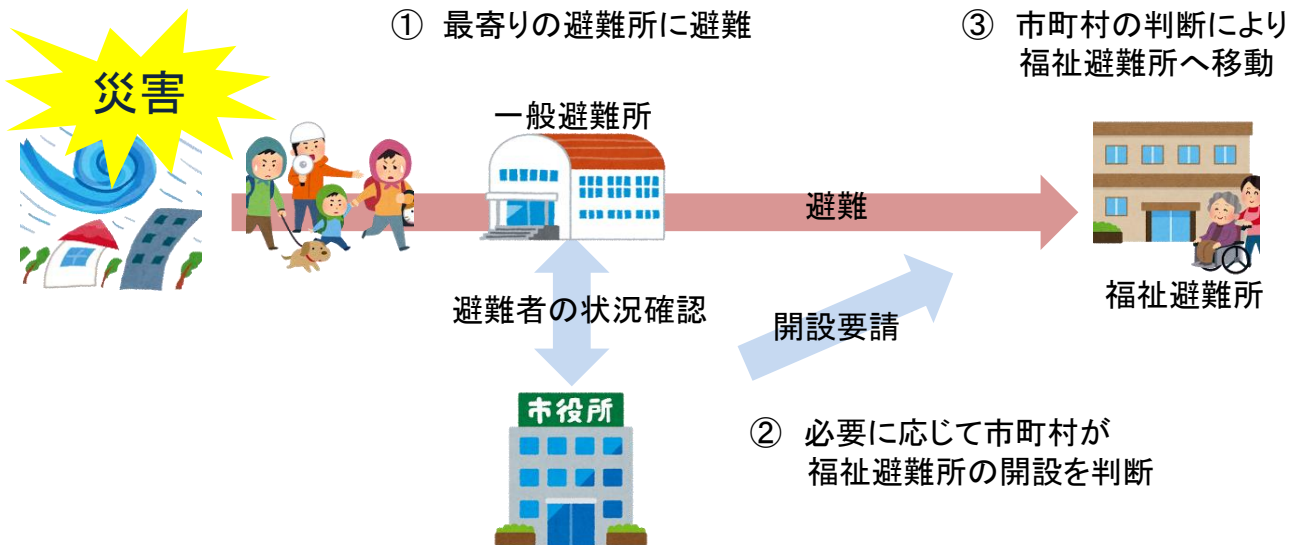 ① 最寄りの避難所に避難
③ 市町村の判断により
福祉避難所へ移動
災害
一般避難所
避難
福祉避難所
避難者の状況確認
開設要請
市役所
② 必要に応じて市町村が
福祉避難所の開設を判断